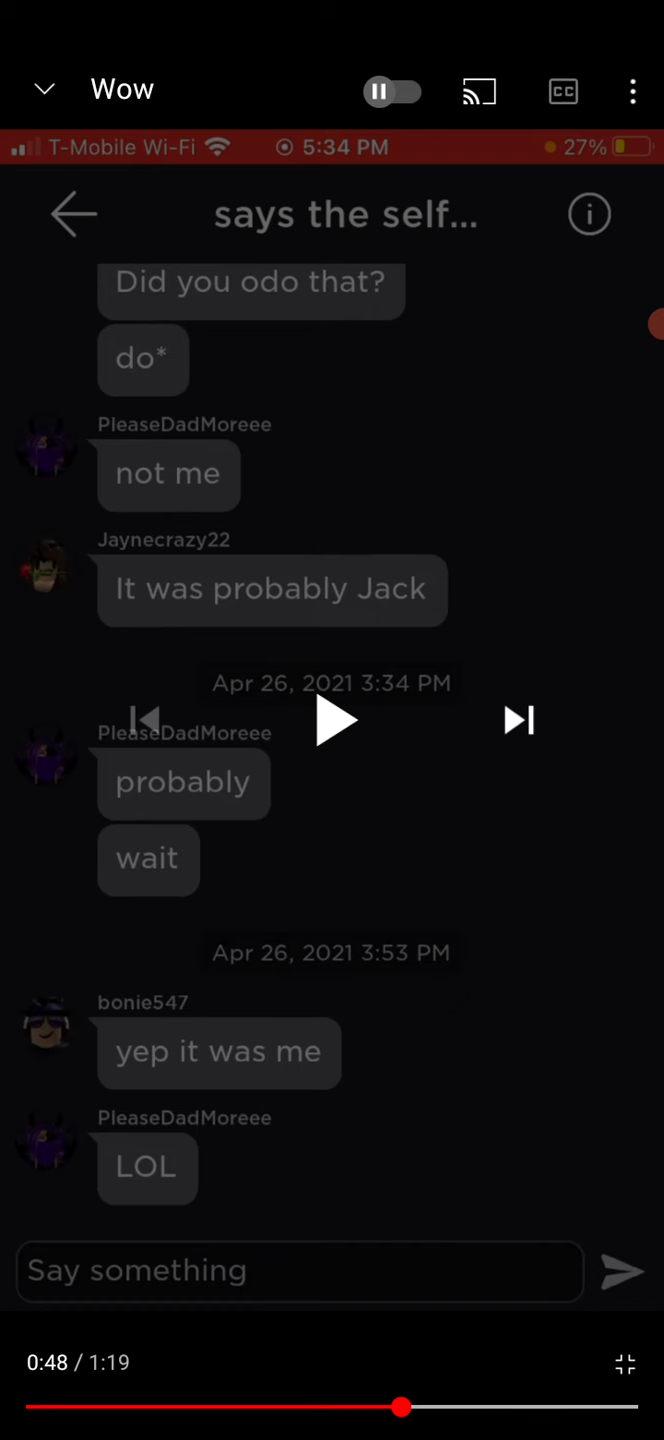 Wow
CC
T-Mobile Wi-Fi 5:34 PM 27%
says the self...
Did you odo that?
do*
PleaseDadMoreee
not me
Jaynecrazy22
It was probably Jack
Apr 26, 2021 3:34 PM
PleaseDadMoreee
probably
wait
Apr 26, 2021 3:53 PM
bonie547
yep it was me
PleaseDadMoreee
LOL
Say something
0:48 / 1:19